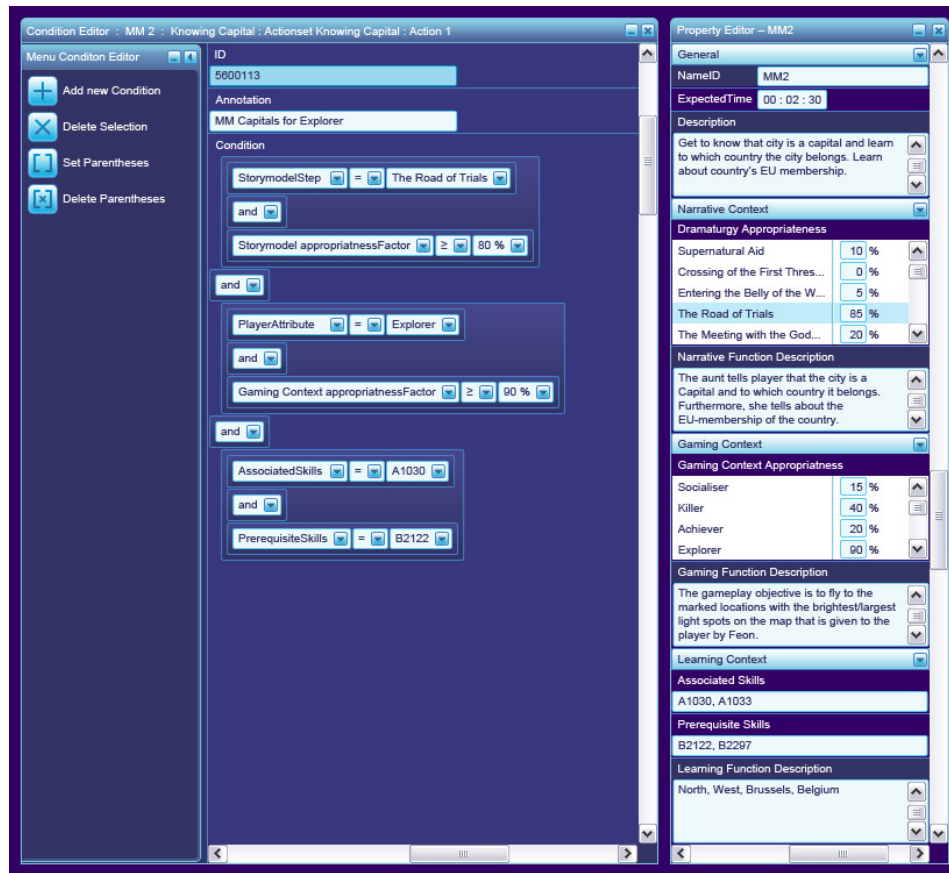 Condition Editor : MM 2 : Knowing Capital : Actionset Knowing Capital : Action 1
Menu Conditon Editor
Add new Condition
Delete Selection
Set Parentheses
Delete Parentheses
ID
5600113
Annotation
MM Capitals for Explorer
Condition
StorymodelStep = The Road of Trials
and
Storymodel appropriatnessFactor ≥ 80 %
and
PlayerAttribute = Explorer
and
Gaming Context appropriatnessFactor ≥ 90 %
and
AssociatedSkills = A1030
and
PrerequisiteSkills = B2122
Property Editor – MM2
General
NameID MM2
ExpectedTime 00 : 02 : 30
Description
Get to know that city is a capital and learn
to which country the city belongs. Learn
about country's EU membership.
Narrative Context
Dramaturgy Appropriateness
Supernatural Aid 10 %
Crossing of the First Thres... 0 %
Entering the Belly of the W... 5 %
The Road of Trials 85 %
The Meeting with the God... 20 %
Narrative Function Description
The aunt tells player that the city is a
Capital and to which country it belongs.
Furthermore, she tells about the
EU-membership of the country.
Gaming Context
Gaming Context Appropriatness
Socialiser 15 %
Killer 40 %
Achiever 20 %
Explorer 90 %
Gaming Function Description
The gameplay objective is to fly to the
marked locations with the brightest/largest
light spots on the map that is given to the
player by Feon.
Learning Context
Associated Skills
A1030, A1033
Prerequisite Skills
B2122, B2297
Learning Function Description
North, West, Brussels, Belgium